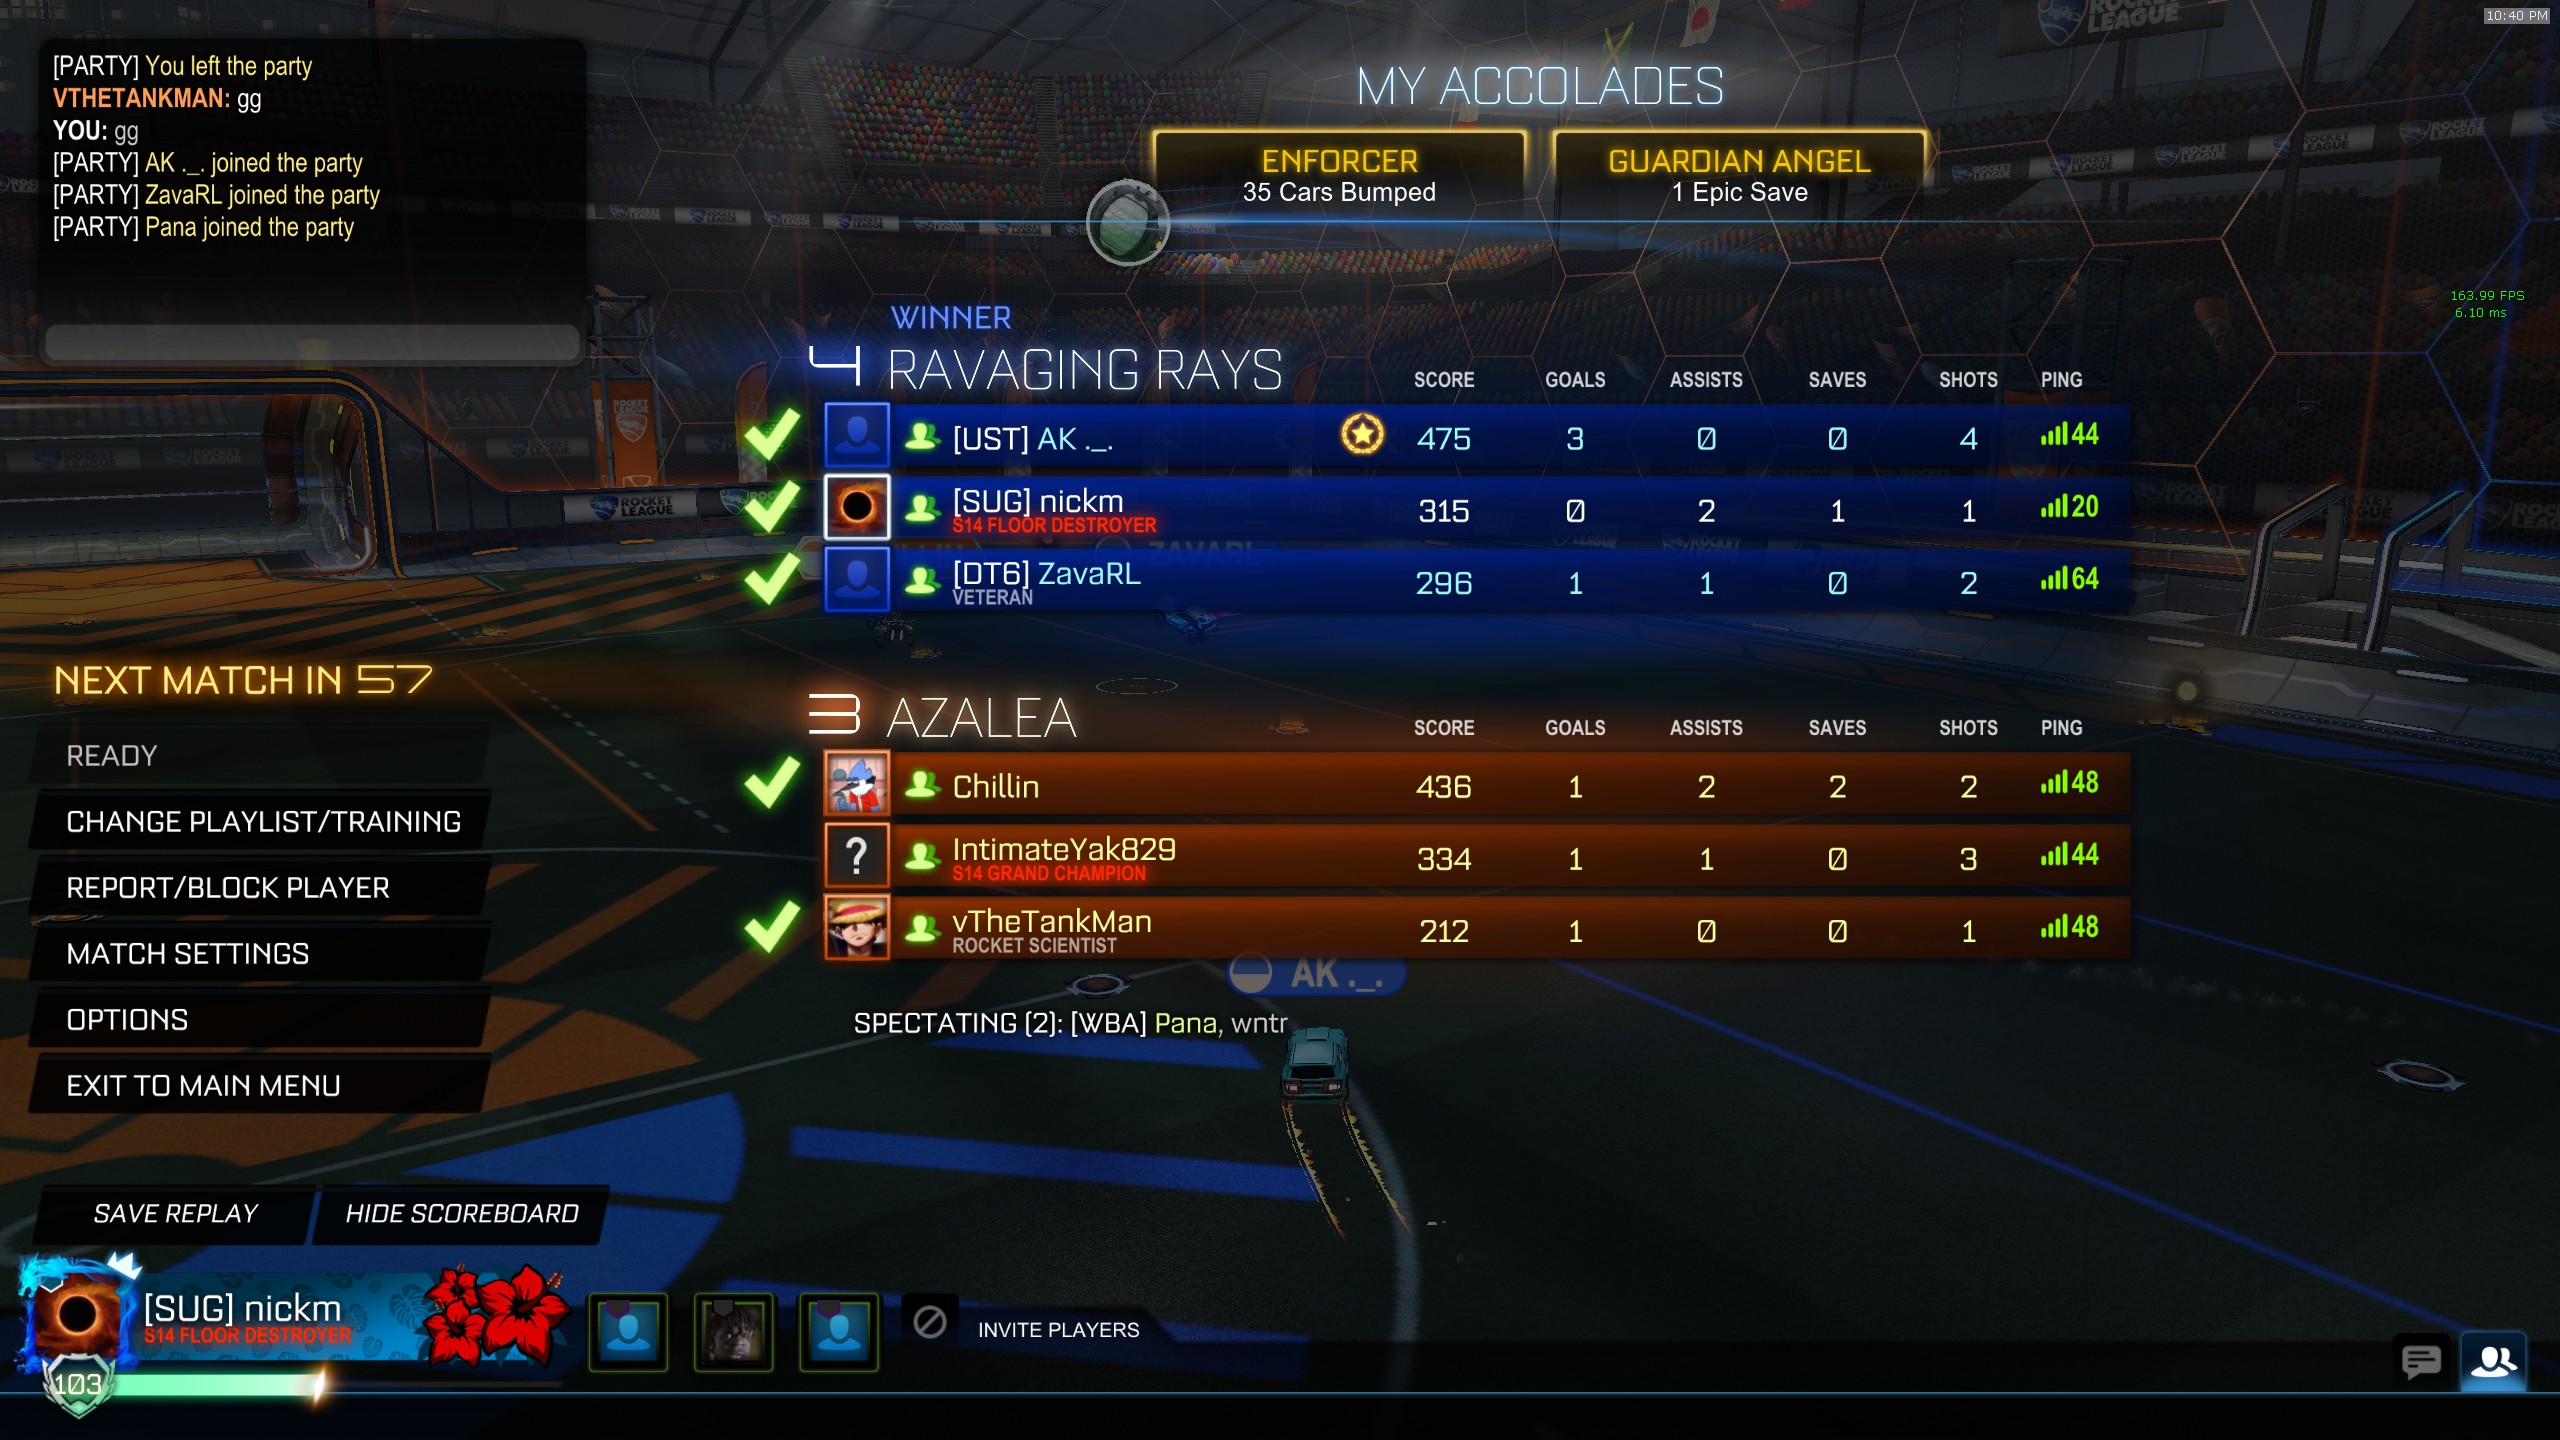 10:40 PM
[PARTY] You left the party
VTHETANKMAN: gg
YOU: gg
[PARTY] AK ._. joined the party
[PARTY] ZavaRL joined the party
[PARTY] Pana joined the party
MY ACCOLADES
ENFORCER
35 Cars Bumped
GUARDIAN ANGEL
1 Epic Save
163.99 FPS
6.10 ms
WINNER
4 RAVAGING RAYS SCORE GOALS ASSISTS SAVES SHOTS PING
[UST] AK ._. 475 3 0 0 4 44
[SUG] nickm 315 0 2 1 1 20
S14 FLOOR DESTROYER
[DT6] ZavaRL 296 1 1 0 2 64
VETERAN
3 AZALEA SCORE GOALS ASSISTS SAVES SHOTS PING
Chillin 436 1 2 2 2 48
? IntimateYak829 334 1 1 0 3 44
S14 GRAND CHAMPION
vTheTankMan 212 1 0 0 1 48
ROCKET SCIENTIST
AK ._.
SPECTATING (2): [WBA] Pana, wntr
NEXT MATCH IN 57
READY
CHANGE PLAYLIST/TRAINING
REPORT/BLOCK PLAYER
MATCH SETTINGS
OPTIONS
EXIT TO MAIN MENU
SAVE REPLAY HIDE SCOREBOARD
[SUG] nickm
S14 FLOOR DESTROYER
103
INVITE PLAYERS
ROCKET LEAGUE
ROCKET LEAGUE
ROCKET LEAGUE
ZAVARL